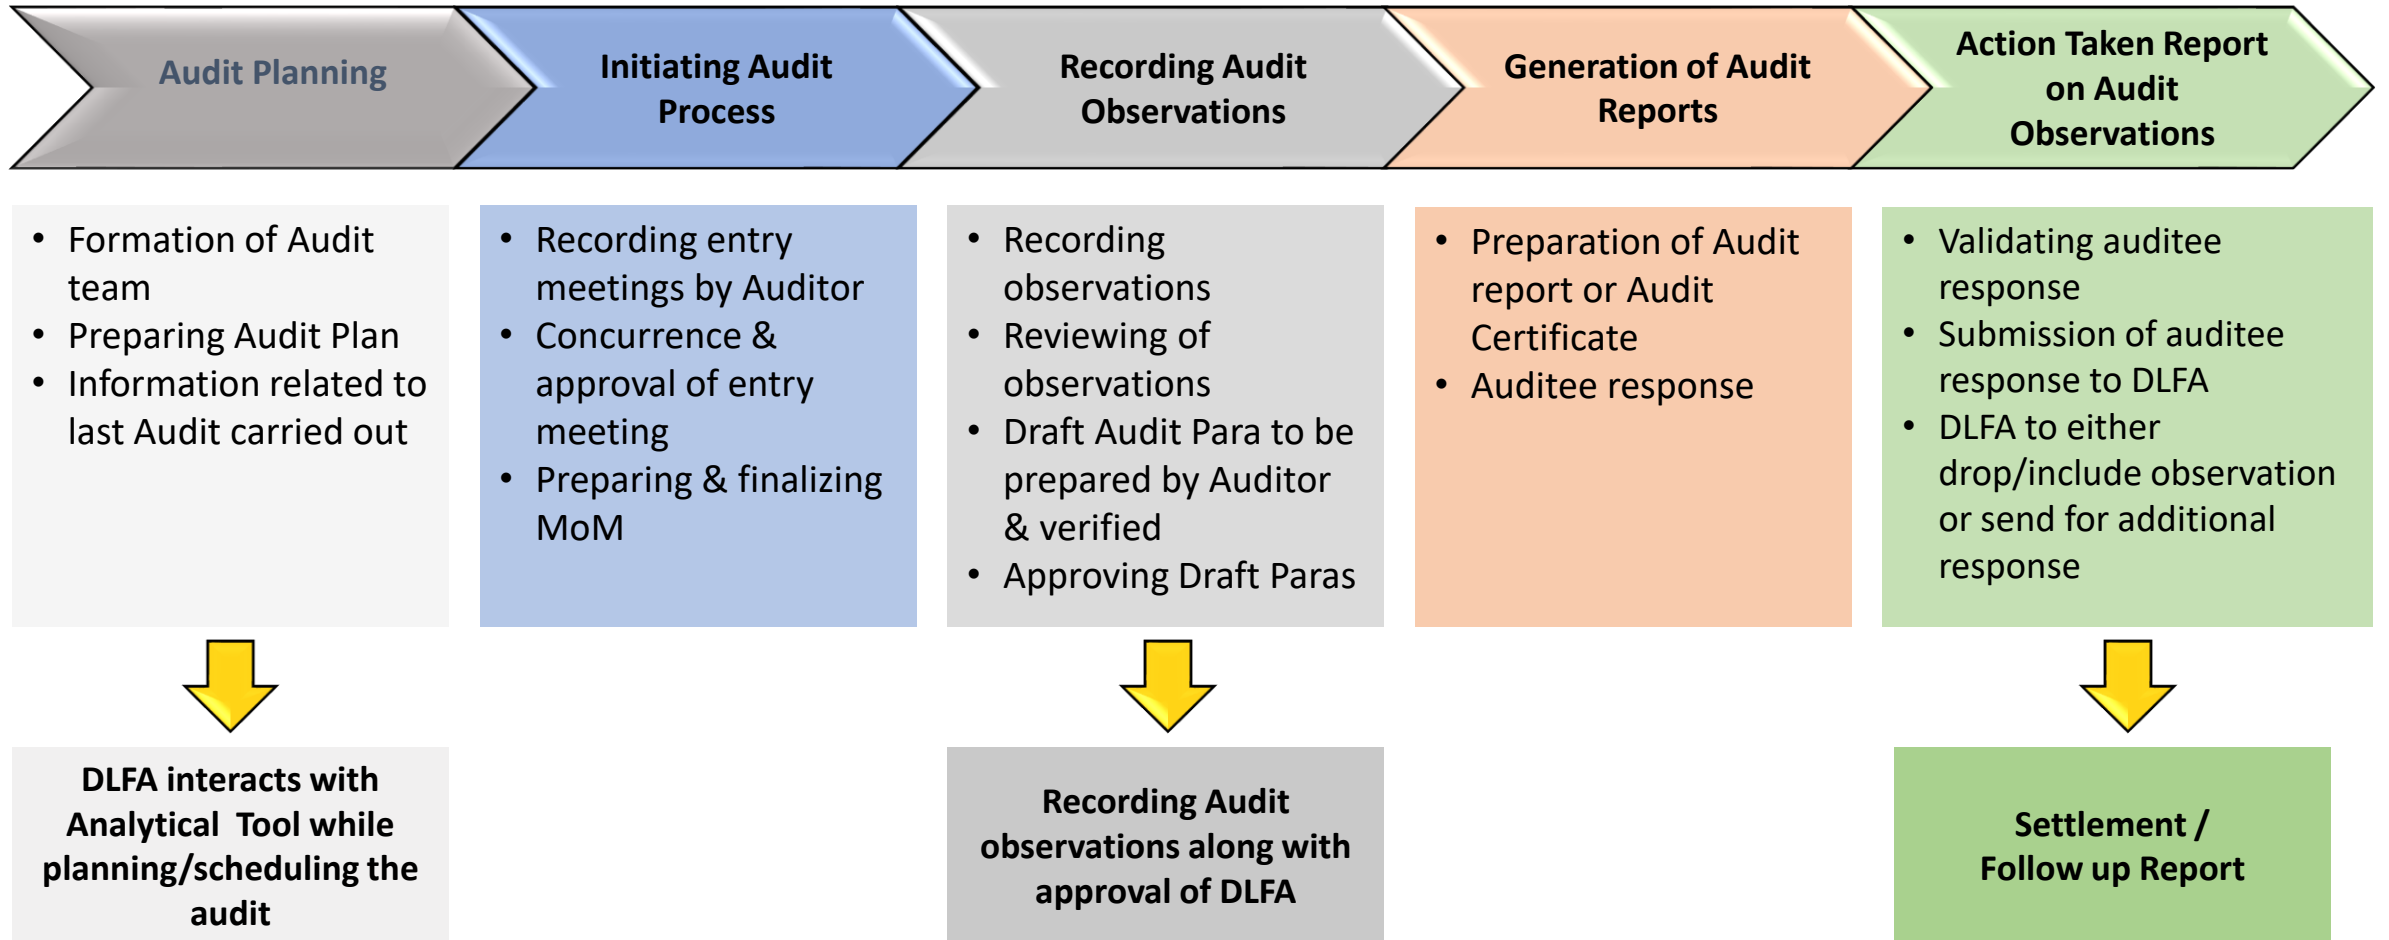 Audit Planning
Initiating Audit
Process
Recording Audit
Observations
Generation of Audit
Reports
Action Taken Report
on Audit
Observations
• Formation of Audit
team
• Preparing Audit Plan
• Information related to
last Audit carried out
• Recording entry
meetings by Auditor
• Concurrence &
approval of entry
meeting
• Preparing & finalizing
MoM
• Recording
observations
• Reviewing of
observations
• Draft Audit Para to be
prepared by Auditor
& verified
• Approving Draft Paras
• Preparation of Audit
report or Audit
Certificate
• Auditee response
• Validating auditee
response
• Submission of auditee
response to DLFA
• DLFA to either
drop/include observation
or send for additional
response
DLFA interacts with
Analytical Tool while
planning/scheduling the
audit
Recording Audit
observations along with
approval of DLFA
Settlement /
Follow up Report